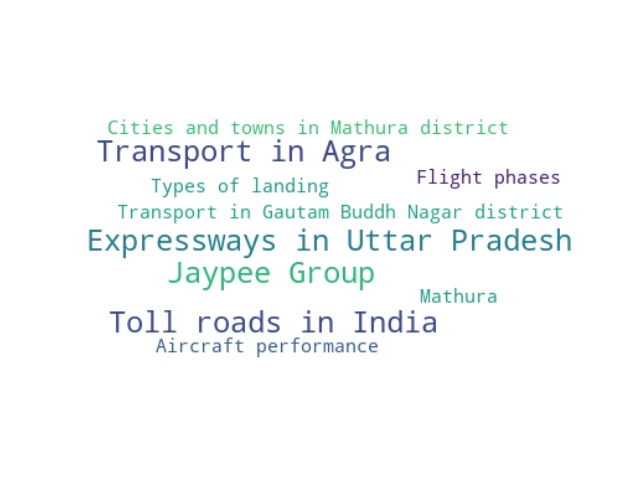 Cities and towns in Mathura district
Transport in Agra
Flight phases
Types of landing
Transport in Gautam Buddh Nagar district
Expressways in Uttar Pradesh
Jaypee Group
Mathura
Toll roads in India
Aircraft performance